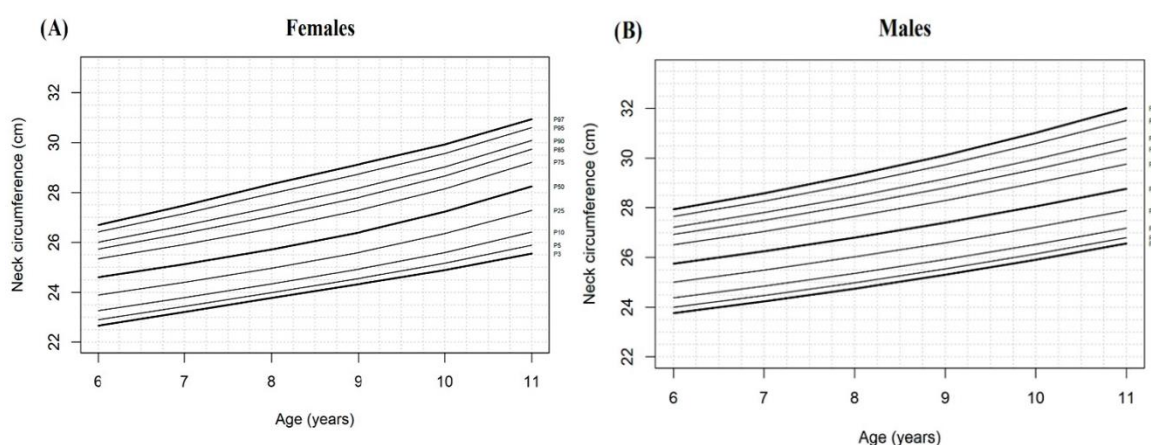 (A) Females
Neck circumference (cm)
32
30
28
26
24
22
P97
P95
P90
P85
P75
P50
P25
P10
P5
P3
6 7 8 9 10 11
Age (years)
(B) Males
Neck circumference (cm)
32
30
28
26
24
22
6 7 8 9 10 11
Age (years)